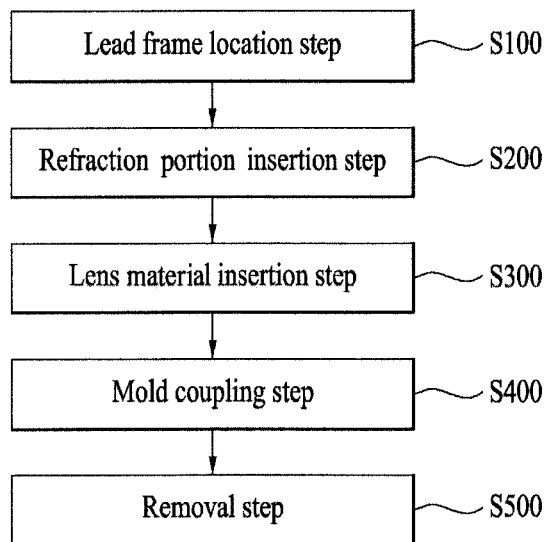 Lead frame location step S100
Refraction portion insertion step S200
Lens material insertion step S300
Mold coupling step S400
Removal step S500